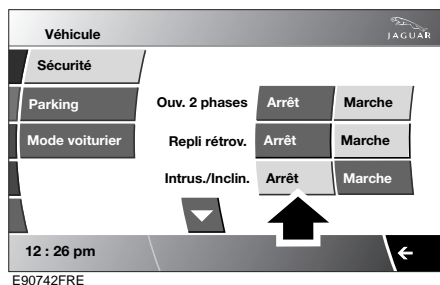 Véhicule
JAGUAR
Sécurité
Parking
Ouv. 2 phases Arrêt Marche
Mode voiturier
Repli rétrov. Arrêt Marche
Intrus./Inclin. Arrêt Marche
12 : 26 pm
E90742FRE